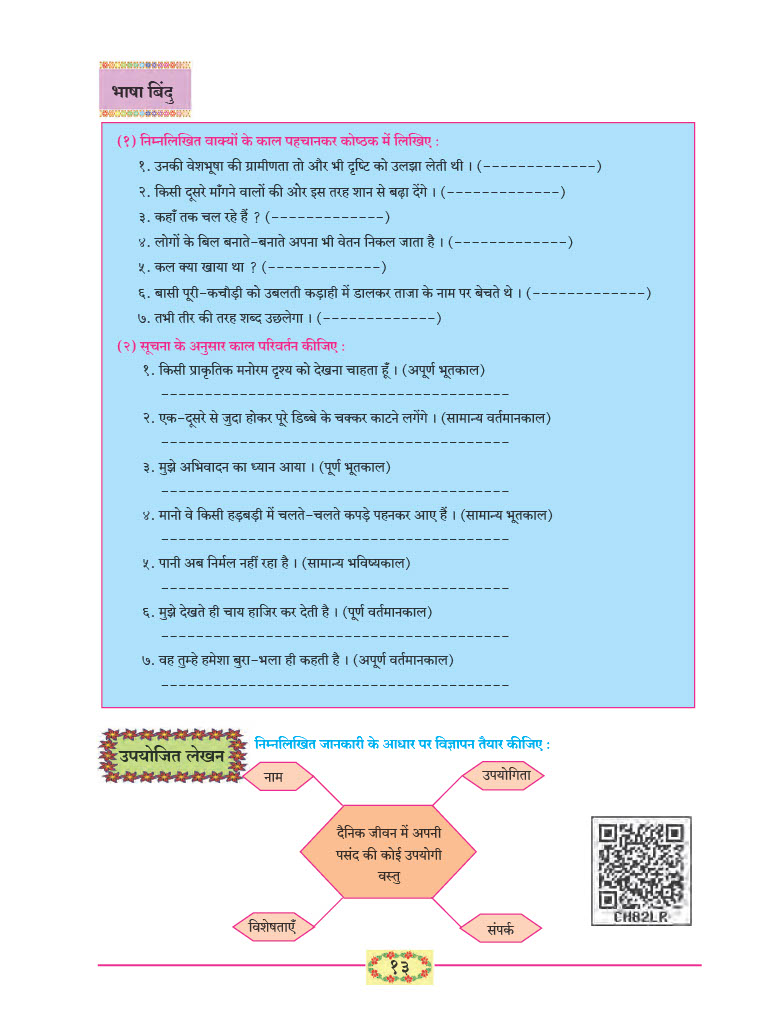 भाषा बिंदु
(१) निम्नलिखित वाक्यों के काल पहचानकर कोष्ठक में लिखिए :
१. उनकी वेशभूषा की ग्रामीणता तो और भी दृष्टि को उलझा लेती थी । (-------------)
२. किसी दूसरे माँगने वालों की ओर इस तरह शान से बढ़ा देंगे । (-------------)
३. कहाँ तक चल रहे हैं ? (-------------)
४. लोगों के बिल बनाते-बनाते अपना भी वेतन निकल जाता है । (-------------)
५. कल क्या खाया था ? (-------------)
६. बासी पूरी-कचौड़ी को उबलती कड़ाही में डालकर ताजा के नाम पर बेचते थे । (-------------)
७. तभी तीर की तरह शब्द उछलेगा । (-------------)
(२) सूचना के अनुसार काल परिवर्तन कीजिए :
१. किसी प्राकृतिक मनोरम दृश्य को देखना चाहता हूँ । (अपूर्ण भूतकाल)
----------------------------------------
२. एक-दूसरे से जुदा होकर पूरे डिब्बे के चक्कर काटने लगेंगे । (सामान्य वर्तमानकाल)
----------------------------------------
३. मुझे अभिवादन का ध्यान आया । (पूर्ण भूतकाल)
----------------------------------------
४. मानो वे किसी हड़बड़ी में चलते-चलते कपड़े पहनकर आए हैं । (सामान्य भूतकाल)
----------------------------------------
५. पानी अब निर्मल नहीं रहा है । (सामान्य भविष्यकाल)
----------------------------------------
६. मुझे देखते ही चाय हाजिर कर देती है । (पूर्ण वर्तमानकाल)
----------------------------------------
७. वह तुम्हे हमेशा बुरा-भला ही कहती है । (अपूर्ण वर्तमानकाल)
----------------------------------------
उपयोजित लेखन
निम्नलिखित जानकारी के आधार पर विज्ञापन तैयार कीजिए :
नाम
उपयोगिता
दैनिक जीवन में अपनी
पसंद की कोई उपयोगी
वस्तु
विशेषताएँ
संपर्क
CH82LR
१३